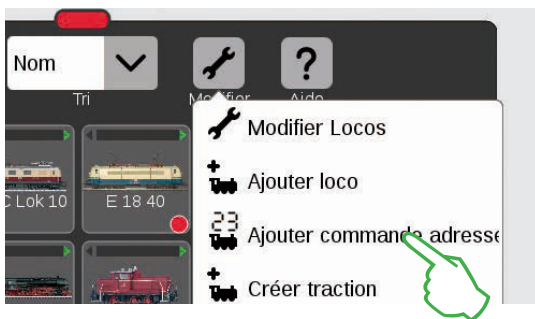 Nom
?
Tri
Modifier
Aide
Modifier Locos
C Lok 10
E 18 40
Ajouter loco
23
Ajouter commande adresse
Créer traction